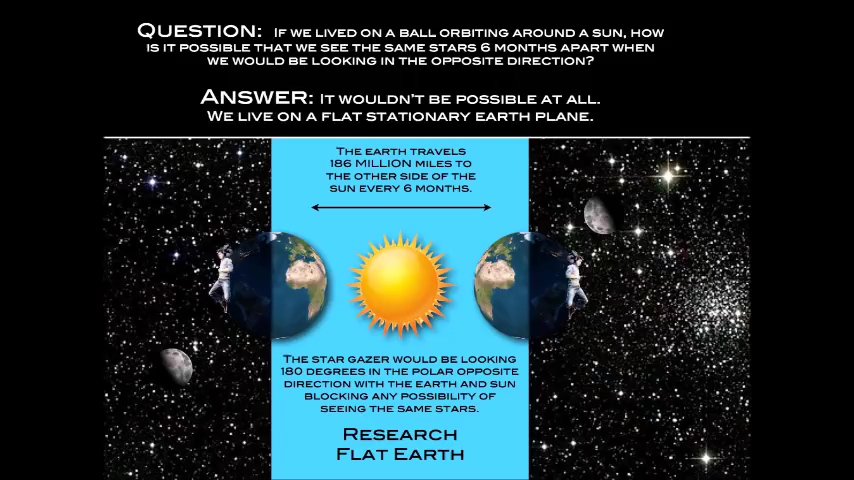 QUESTION: IF WE LIVED ON A BALL ORBITING AROUND A SUN, HOW
IS IT POSSIBLE THAT WE SEE THE SAME STARS 6 MONTHS APART WHEN
WE WOULD BE LOOKING IN THE OPPOSITE DIRECTION?
ANSWER: IT WOULDN'T BE POSSIBLE AT ALL.
WE LIVE ON A FLAT STATIONARY EARTH PLANE.
THE EARTH TRAVELS
186 MILLION MILES TO
THE OTHER SIDE OF THE
SUN EVERY 6 MONTHS.
THE STAR GAZER WOULD BE LOOKING
180 DEGREES IN THE POLAR OPPOSITE
DIRECTION WITH THE EARTH AND SUN
BLOCKING ANY POSSIBILITY OF
SEEING THE SAME STARS.
RESEARCH
FLAT EARTH